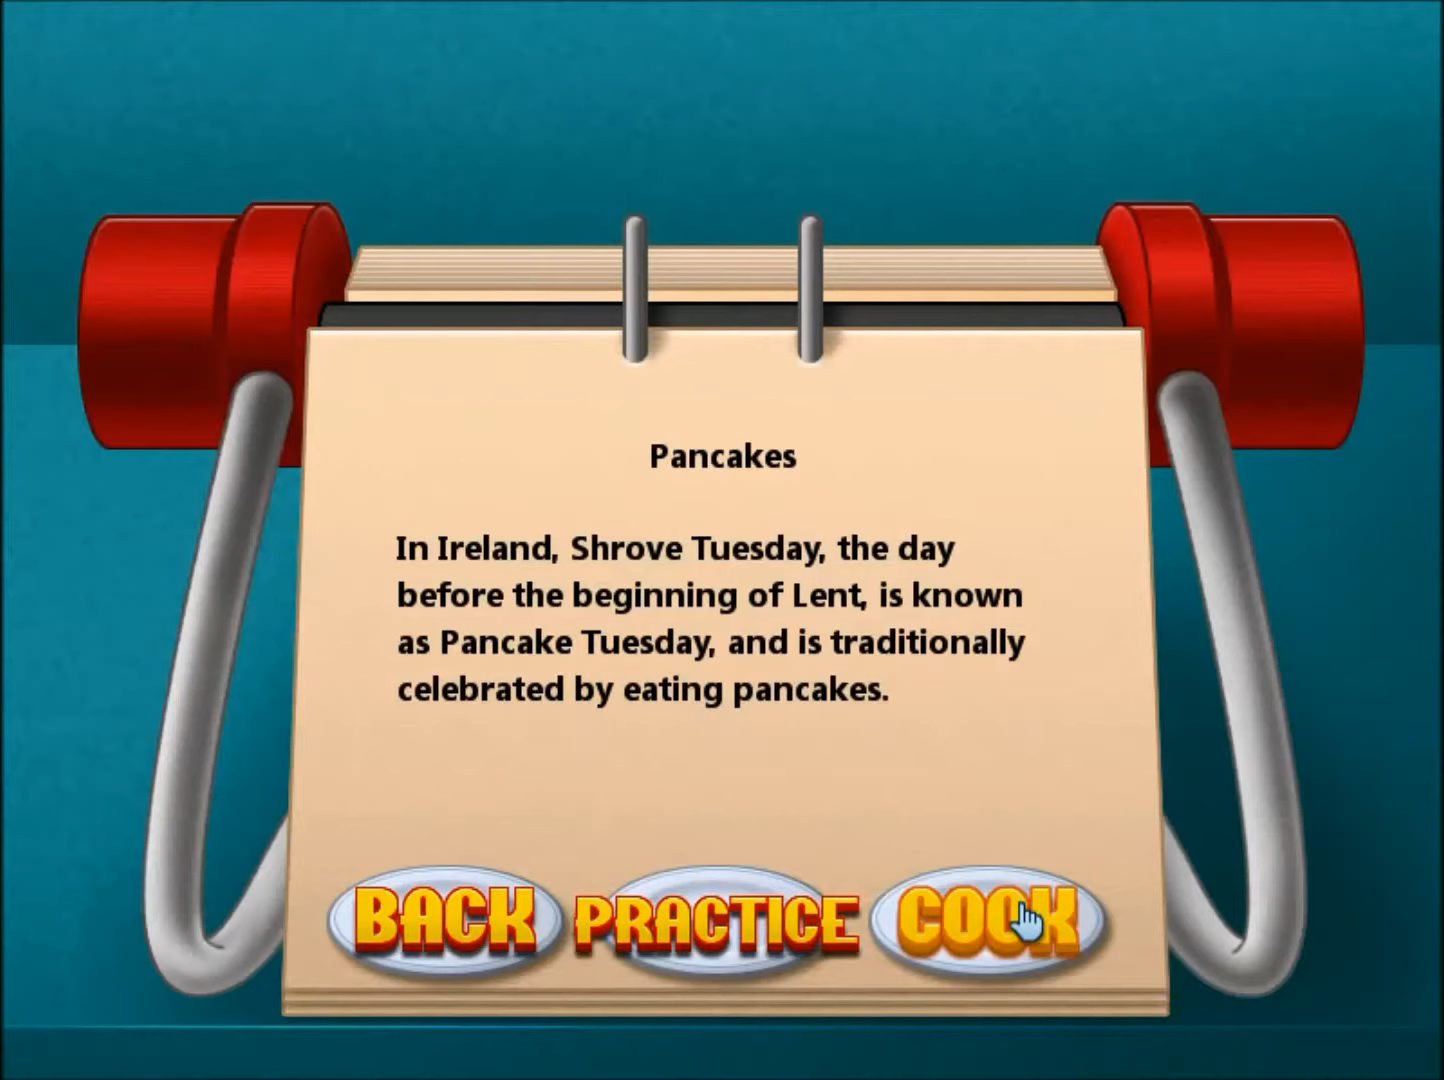 Pancakes
In Ireland, Shrove Tuesday, the day
before the beginning of Lent, is known
as Pancake Tuesday, and is traditionally
celebrated by eating pancakes.
BACK PRACTICE COOK